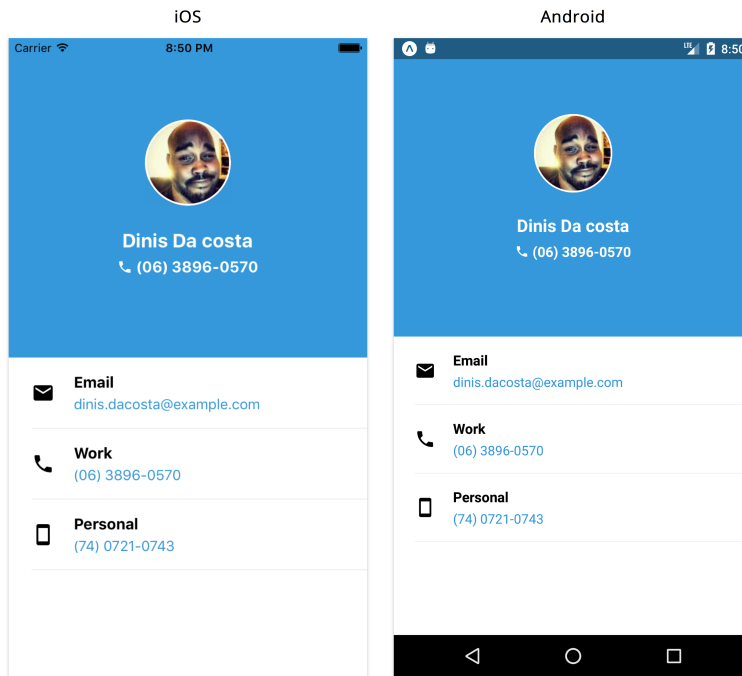 iOS
Carrier 8:50 PM
Dinis Da costa
(06) 3896-0570
Email
dinis.dacosta@example.com
Work
(06) 3896-0570
Personal
(74) 0721-0743
Android
LTE 8:50
Dinis Da costa
(06) 3896-0570
Email
dinis.dacosta@example.com
Work
(06) 3896-0570
Personal
(74) 0721-0743